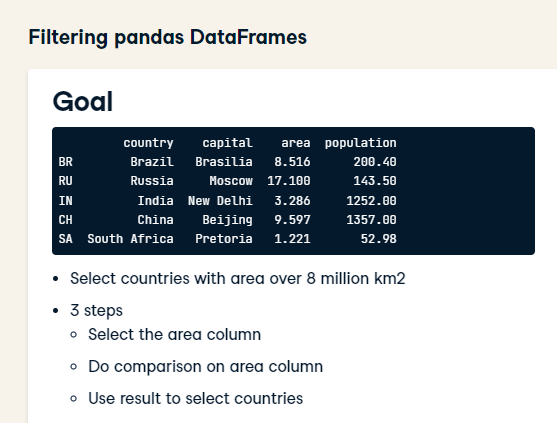 Filtering pandas DataFrames
Goal
country capital area population
BR Brazil Brasilia 8.516 200.40
RU Russia Moscow 17.100 143.50
IN India New Delhi 3.286 1252.00
CH China Beijing 9.597 1357.00
SA South Africa Pretoria 1.221 52.98
• Select countries with area over 8 million km2
• 3 steps
◦ Select the area column
◦ Do comparison on area column
◦ Use result to select countries